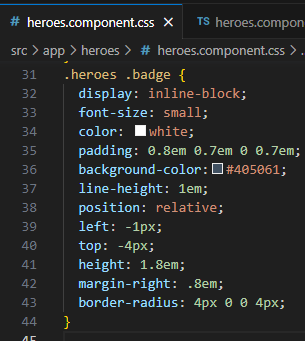 # heroes.component.css ×
TS heroes.component
src > app > heroes > # heroes.component.css > .
31 .heroes .badge {
32 display: inline-block;
33 font-size: small;
34 color: white;
35 padding: 0.8em 0.7em 0 0.7em;
36 background-color:#405061;
37 line-height: 1em;
38 position: relative;
39 left: -1px;
40 top: -4px;
41 height: 1.8em;
42 margin-right: .8em;
43 border-radius: 4px 0 0 4px;
44 }